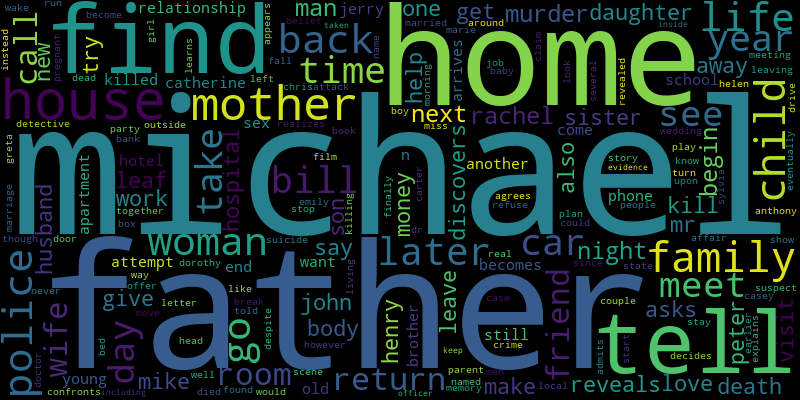 wake
run
become
relationship
instead
call
new
pregnant
try
find
girl
learns
appears
man
jerry
one
around
get
murder
daughter
life
back
married
marie
name
belief
taken
inside
year
dead
killed
catherine
left
fall
chris
attack
time
help
morning
home
job
baby
look
several
revealed
claim
away
meeting
leaving
school
helen
drive
house
mother
arrives
boy
next
miss
rachel
sister
see
detective
party
outside
bank
sex
realizes
book
michael
come
wedding
play
know
turn
eventually
child
begin
greta
marriage
apartment
hotel
leaf
work
together
box
take
hospital
film
bill
n
another
agrees
refuse
discovers
also
story
evidence
phone
people
upon
sylvia
anthony
though
door
husband
son
emily
stop
killing
finally
money
dr
carter
plan
could
kill
mr
affair
show
woman
suicide
say
later
car
night
family
police
never
attempt
way
offer
dorothy
end
want
living
real
becomes
since
state
meet
suspect
wife
give
letter
day
move
like
break
told
despite
john
father
henry
brother
leave
case
friend
couple
asks
stay
casey
peter
earlier
explains
visit
go
body
however
still
crime
tell
admits
start
decides
doctor
young
bed
mike
head
room
well
scene
return
keep
parent
named
memory
men
make
local
reveals
love
death
confronts
including
died
found
would
old
officer